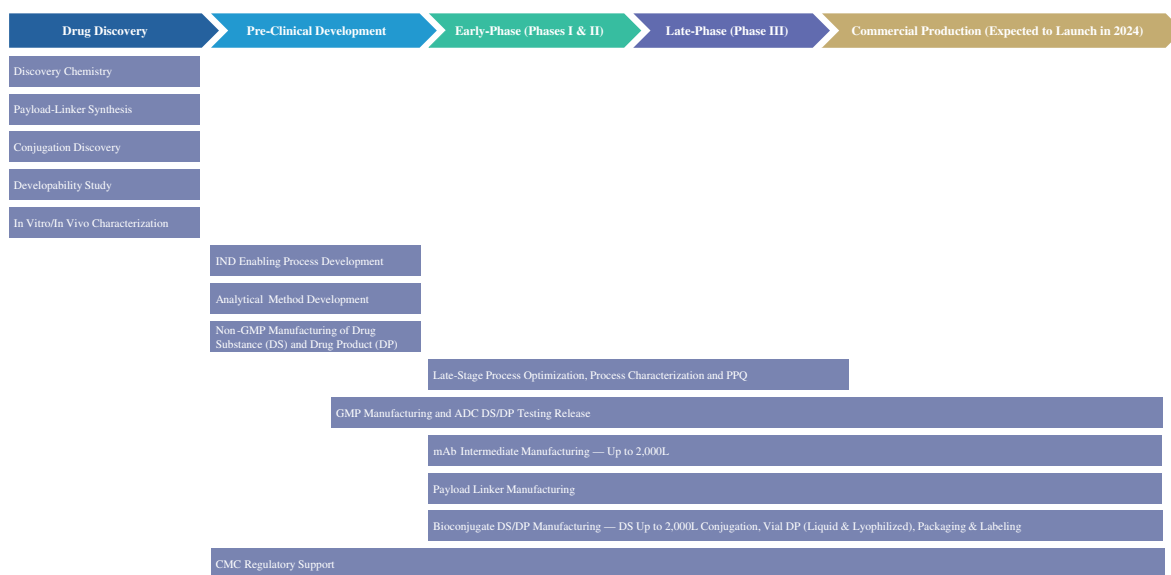 Drug Discovery
Pre-Clinical Development
Early-Phase (Phases I & II)
Late-Phase (Phase III)
Commercial Production (Expected to Launch in 2024)
Discovery Chemistry
Payload-Linker Synthesis
Conjugation Discovery
Developability Study
In Vitro/In Vivo Characterization
IND Enabling Process Development
Analytical Method Development
Non-GMP Manufacturing of Drug
Substance (DS) and Drug Product (DP)
Late-Stage Process Optimization, Process Characterization and PPQ
GMP Manufacturing and ADC DS/DP Testing Release
mAb Intermediate Manufacturing — Up to 2,000L
Payload Linker Manufacturing
Bioconjugate DS/DP Manufacturing — DS Up to 2,000L Conjugation, Vial DP (Liquid & Lyophilized), Packaging & Labeling
CMC Regulatory Support